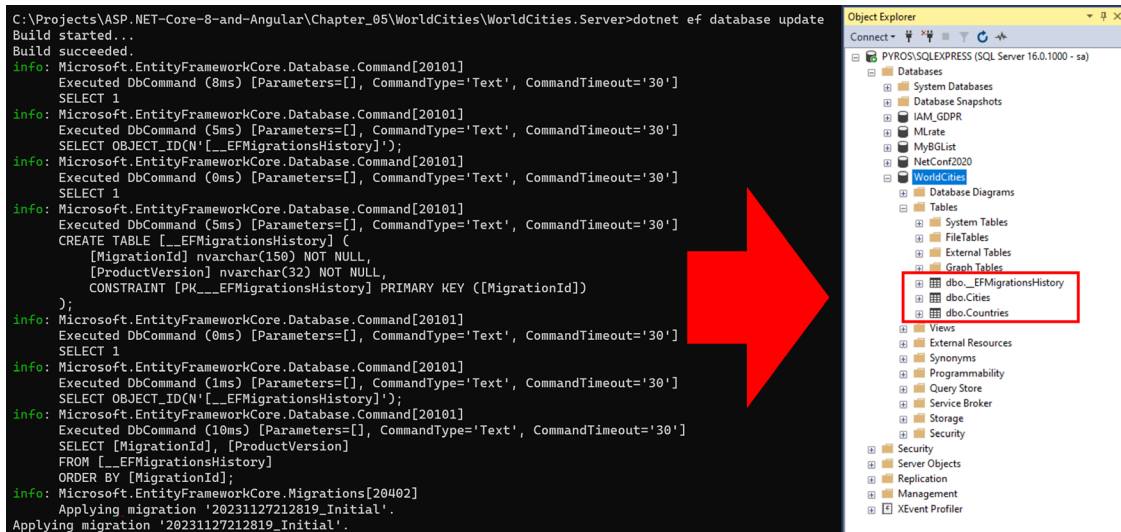 C:\Projects\ASP.NET-Core-8-and-Angular\Chapter_05\WorldCities\WorldCities.Server>dotnet ef database update
Build started...
Build succeeded.
info: Microsoft.EntityFrameworkCore.Database.Command[20101]
      Executed DbCommand (8ms) [Parameters=[], CommandType='Text', CommandTimeout='30']
      SELECT 1
info: Microsoft.EntityFrameworkCore.Database.Command[20101]
      Executed DbCommand (5ms) [Parameters=[], CommandType='Text', CommandTimeout='30']
      SELECT OBJECT_ID(N'[__EFMigrationsHistory]');
info: Microsoft.EntityFrameworkCore.Database.Command[20101]
      Executed DbCommand (0ms) [Parameters=[], CommandType='Text', CommandTimeout='30']
      SELECT 1
info: Microsoft.EntityFrameworkCore.Database.Command[20101]
      Executed DbCommand (5ms) [Parameters=[], CommandType='Text', CommandTimeout='30']
      CREATE TABLE [__EFMigrationsHistory] (
          [MigrationId] nvarchar(150) NOT NULL,
          [ProductVersion] nvarchar(32) NOT NULL,
          CONSTRAINT [PK___EFMigrationsHistory] PRIMARY KEY ([MigrationId])
      );
info: Microsoft.EntityFrameworkCore.Database.Command[20101]
      Executed DbCommand (0ms) [Parameters=[], CommandType='Text', CommandTimeout='30']
      SELECT 1
info: Microsoft.EntityFrameworkCore.Database.Command[20101]
      Executed DbCommand (1ms) [Parameters=[], CommandType='Text', CommandTimeout='30']
      SELECT OBJECT_ID(N'[__EFMigrationsHistory]');
info: Microsoft.EntityFrameworkCore.Database.Command[20101]
      Executed DbCommand (10ms) [Parameters=[], CommandType='Text', CommandTimeout='30']
      SELECT [MigrationId], [ProductVersion]
      FROM [__EFMigrationsHistory]
      ORDER BY [MigrationId];
info: Microsoft.EntityFrameworkCore.Migrations[20402]
      Applying migration '20231127212819_Initial'.
Applying migration '20231127212819_Initial'.
Object Explorer
Connect
PYROS\SQLEXPRESS (SQL Server 16.0.1000 - sa)
Databases
System Databases
Database Snapshots
IAM_GDPR
MLrate
MyBGList
NetConf2020
WorldCities
Database Diagrams
Tables
System Tables
FileTables
External Tables
Graph Tables
dbo.__EFMigrationsHistory
dbo.Cities
dbo.Countries
Views
External Resources
Synonyms
Programmability
Query Store
Service Broker
Storage
Security
Security
Server Objects
Replication
Management
XEvent Profiler